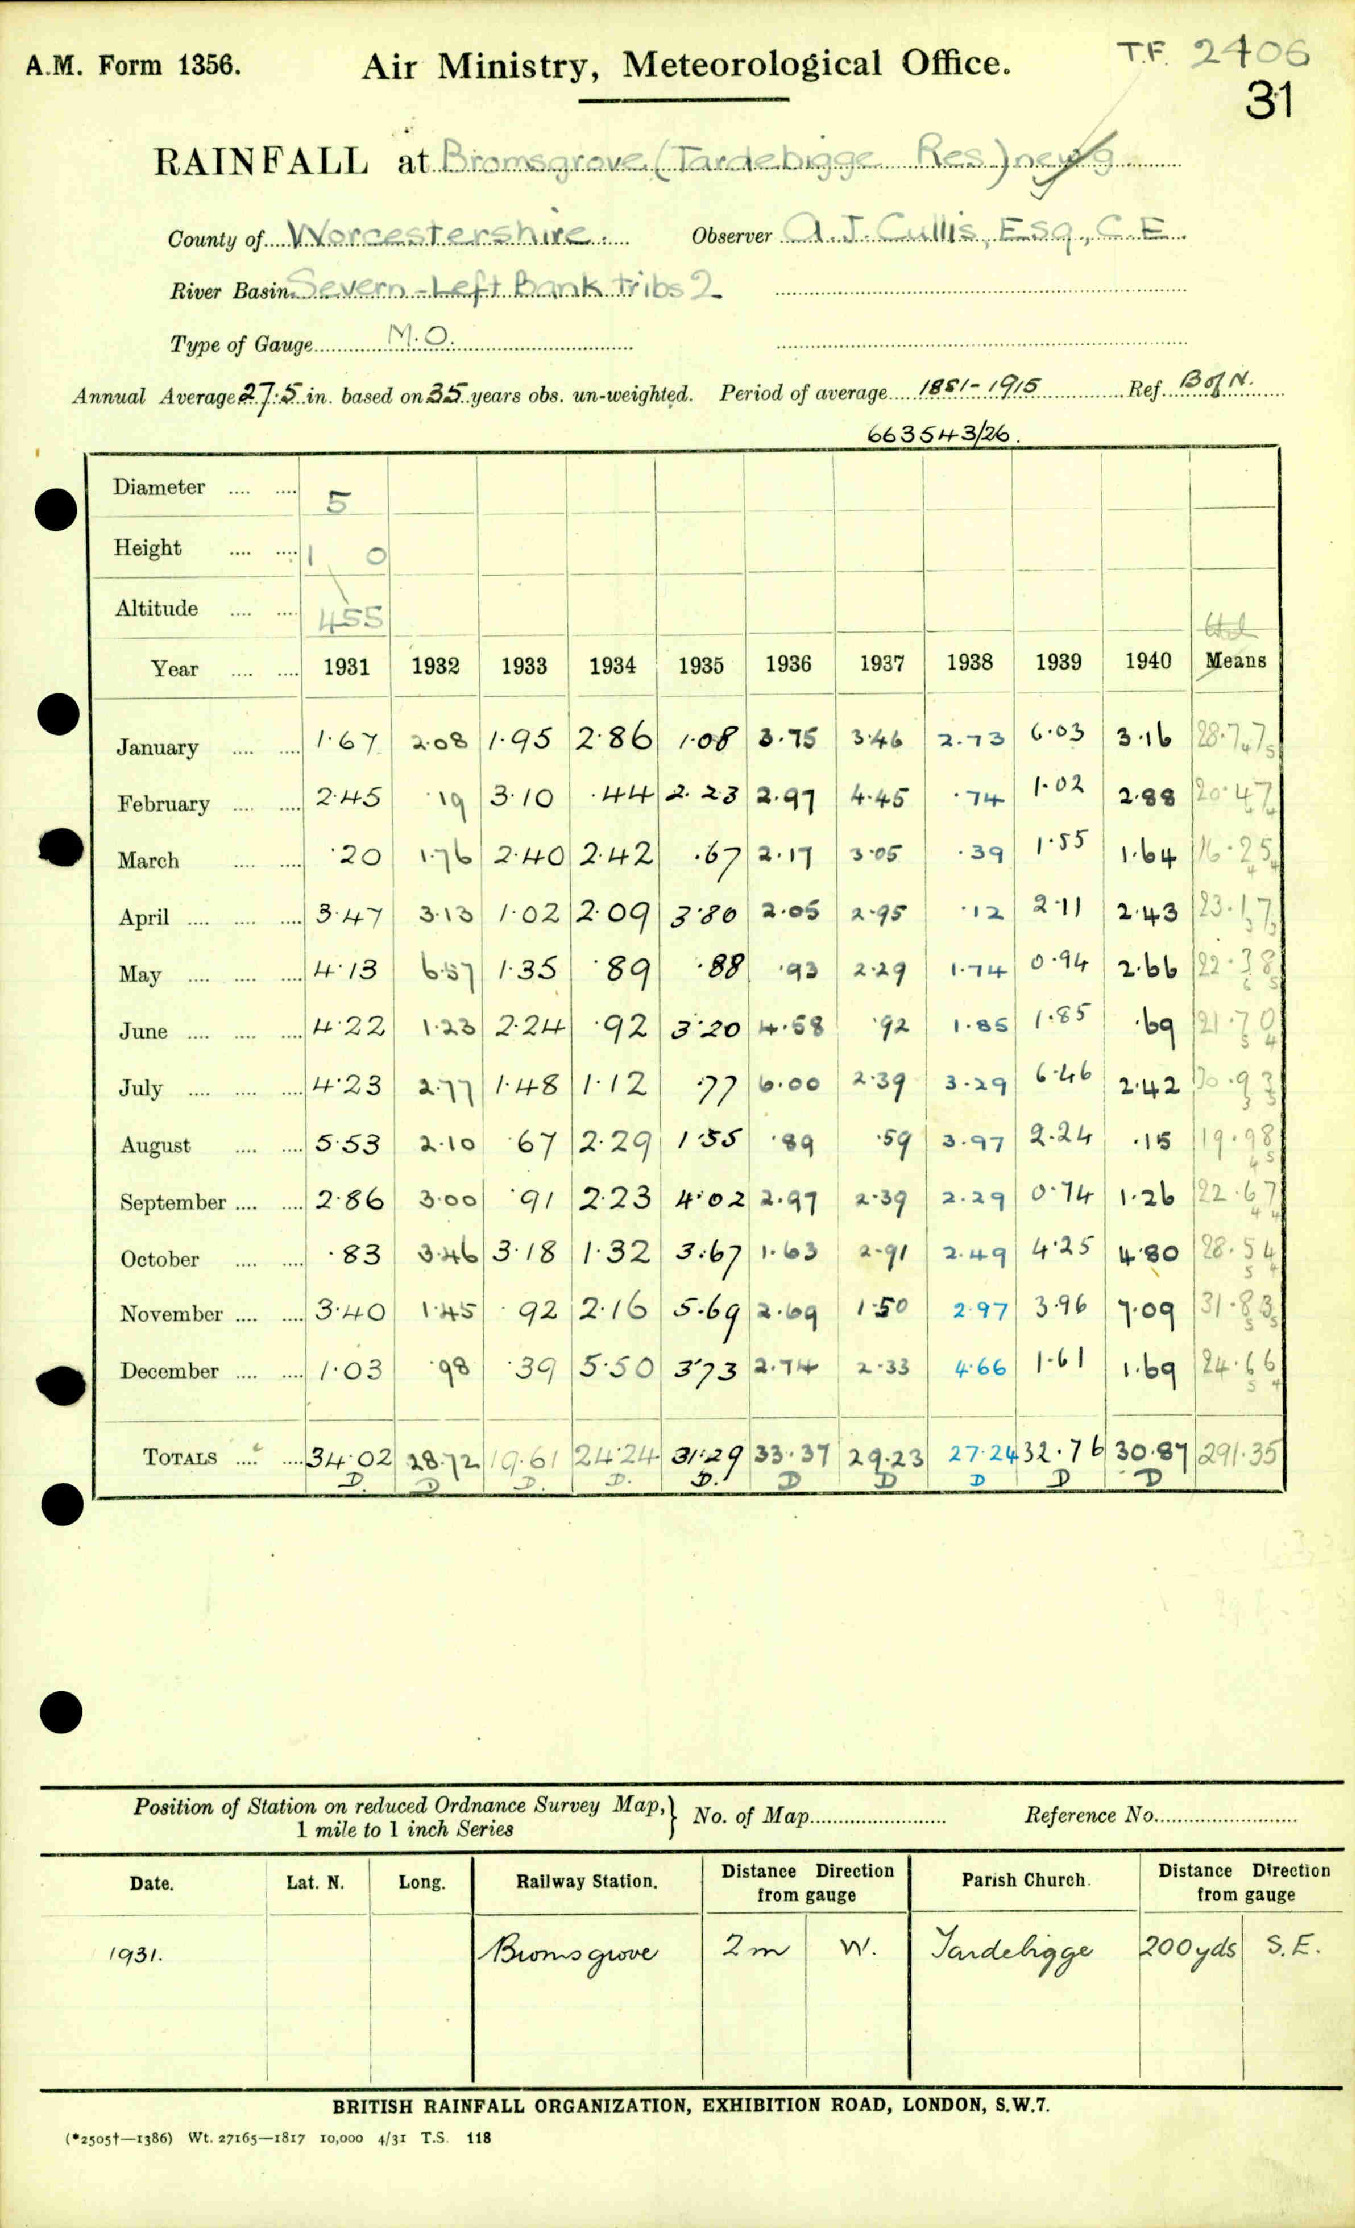 A.M. Form 1356. Air Ministry, Meteorological Office. T.F. 2406
31
RAINFALL at Bromsgrove (Tardebigge Res) new g
County of Worcestershire. Observer A. J. Cullis, Esq., C.E.
River Basin Severn - Left Bank tribs 2
Type of Gauge M.O.
Annual Average 27.5 in. based on 35 years obs. un-weighted. Period of average 1881-1915 Ref. B of N.
663543/26.
Diameter .... .... 5
Height .... .... 1 0
Altitude .... .... 455
Year .... .... 1931 1932 1933 1934 1935 1936 1937 1938 1939 1940 Means
January .... .... 1.67 2.08 1.95 2.86 1.08 3.75 3.46 2.73 6.03 3.16 28.77
February .... .... 2.45 .19 3.10 .44 2.23 2.97 4.45 .74 1.02 2.88 20.47
March .... .... .20 1.76 2.40 2.42 .67 2.17 3.05 .39 1.55 1.64 16.25
April .... .... .... 3.47 3.13 1.02 2.09 3.80 2.05 2.95 .12 2.11 2.43 23.17
May .... .... .... 4.13 6.57 1.35 .89 .88 .93 2.29 1.74 0.94 2.66 22.38
June .... .... .... 4.22 1.23 2.24 .92 3.20 4.58 .92 1.85 1.85 .69 21.70
July .... .... .... 4.23 2.77 1.48 1.12 .77 6.00 2.39 3.29 6.46 2.42 30.93
August .... .... 5.53 2.10 .67 2.29 1.55 .89 .59 3.97 2.24 .15 19.98
September .... .... 2.86 3.00 .91 2.23 4.02 2.97 2.39 2.29 0.74 1.26 22.67
October .... .... .83 3.46 3.18 1.32 3.67 1.63 2.91 2.49 4.25 4.80 28.54
November .... .... 3.40 1.45 .92 2.16 5.69 2.69 1.50 2.97 3.96 7.09 31.83
December .... .... 1.03 .98 .39 5.50 3.73 2.74 2.33 4.66 1.61 1.69 24.66
TOTALS .... .... 34.02 28.72 19.61 24.24 31.29 33.37 29.23 27.24 32.76 30.87 291.35
D. D D. D. D. D D D D D
Position of Station on reduced Ordnance Survey Map, } No. of Map Reference No.
1 mile to 1 inch Series
Date. Lat. N. Long. Railway Station. Distance Direction from gauge Parish Church. Distance Direction from gauge
1931. Bromsgrove 2m W. Tardebigge 200yds S.E.
BRITISH RAINFALL ORGANIZATION, EXHIBITION ROAD, LONDON, S.W.7.
(*2505†—1386) Wt. 27165—1817 10,000 4/31 T.S. 118